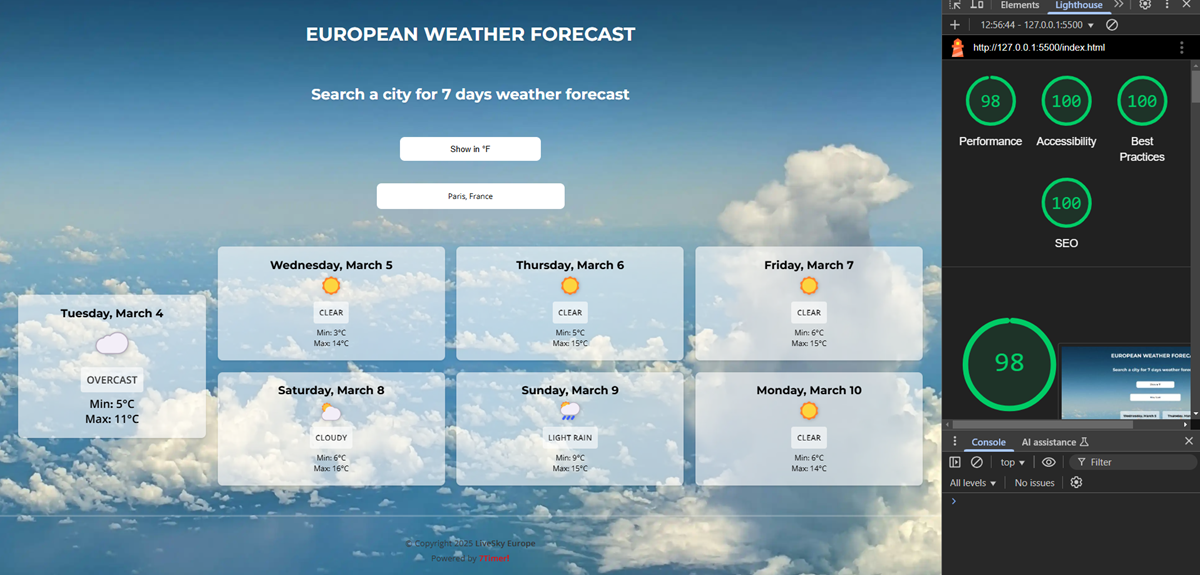 EUROPEAN WEATHER FORECAST
Search a city for 7 days weather forecast
Show in °F
Paris, France
Tuesday, March 4
OVERCAST
Min: 5°C
Max: 11°C
Wednesday, March 5
CLEAR
Min: 3°C
Max: 14°C
Thursday, March 6
CLEAR
Min: 5°C
Max: 15°C
Friday, March 7
CLEAR
Min: 6°C
Max: 15°C
Saturday, March 8
CLOUDY
Min: 6°C
Max: 16°C
Sunday, March 9
LIGHT RAIN
Min: 9°C
Max: 15°C
Monday, March 10
CLEAR
Min: 6°C
Max: 14°C
© Copyright 2025 LiveSky Europe
Powered by 7Timer!
Elements Lighthouse
12:56:44 - 127.0.0.1:5500
http://127.0.0.1:5500/index.html
98
Performance
100
Accessibility
100
Best
Practices
100
SEO
98
EUROPEAN WEATHER FORECA
Search a city for 7 days weather forec
Console AI assistance
top
Filter
All levels No issues